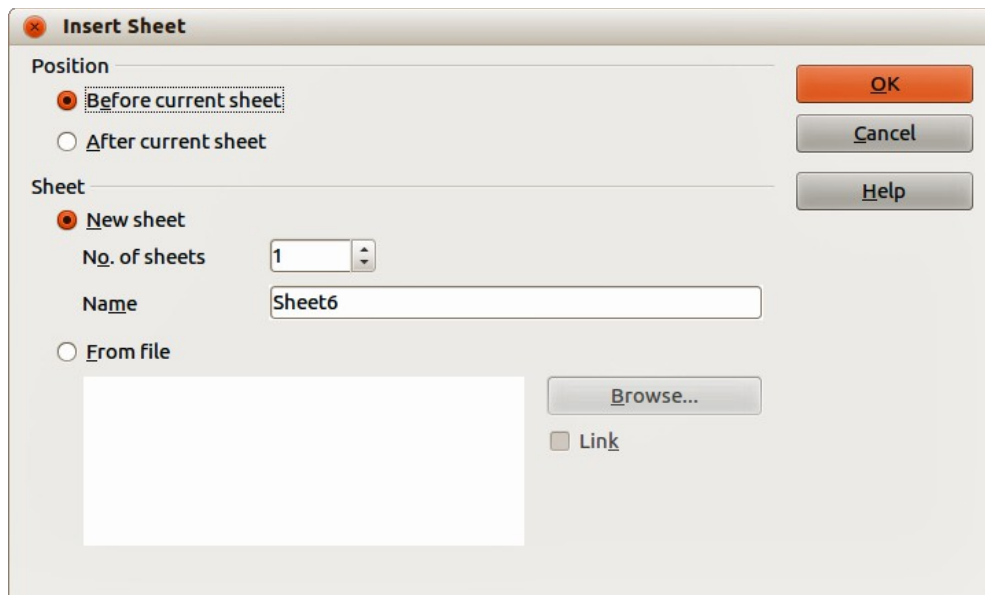 Insert Sheet
Position
Before current sheet
After current sheet
OK
Cancel
Help
Sheet
New sheet
No. of sheets
1
Name
Sheet6
From file
Browse...
Link